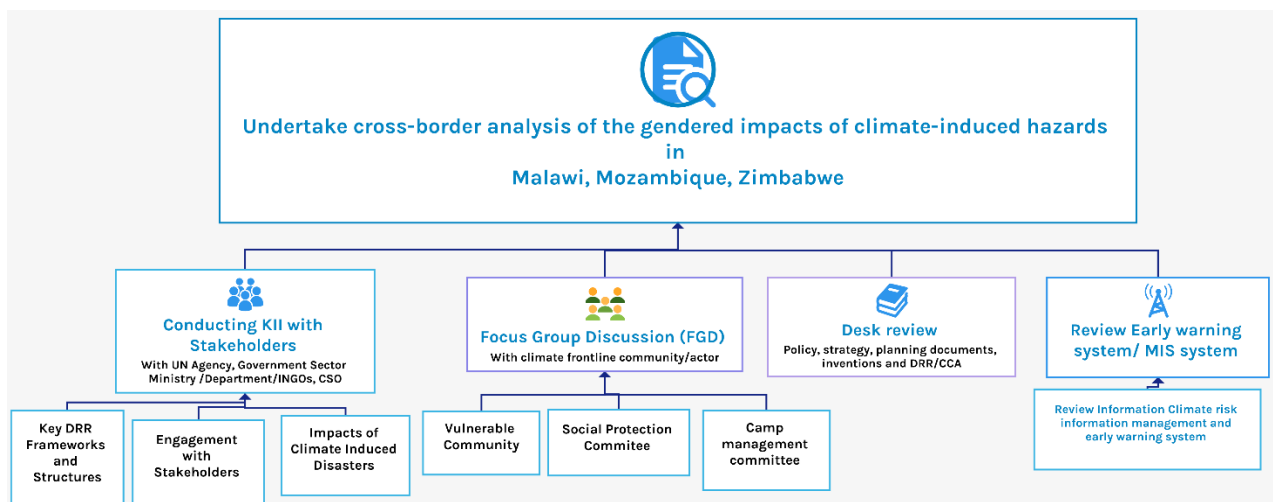 Undertake cross-border analysis of the gendered impacts of climate-induced hazards
in
Malawi, Mozambique, Zimbabwe
Conducting KII with
Stakeholders
With UN Agency, Government Sector
Ministry /Department/INGOs, CSO
Focus Group Discussion (FGD)
With climate frontline community/actor
Desk review
Policy, strategy, planning documents,
inventions and DRR/CCA
Review Early warning
system/ MIS system
Key DRR
Frameworks
and
Structures
Engagement
with
Stakeholders
Impacts of
Climate Induced
Disasters
Vulnerable
Community
Social Protection
Commitee
Camp
management
committee
Review Information Climate risk
information management and
early warning system